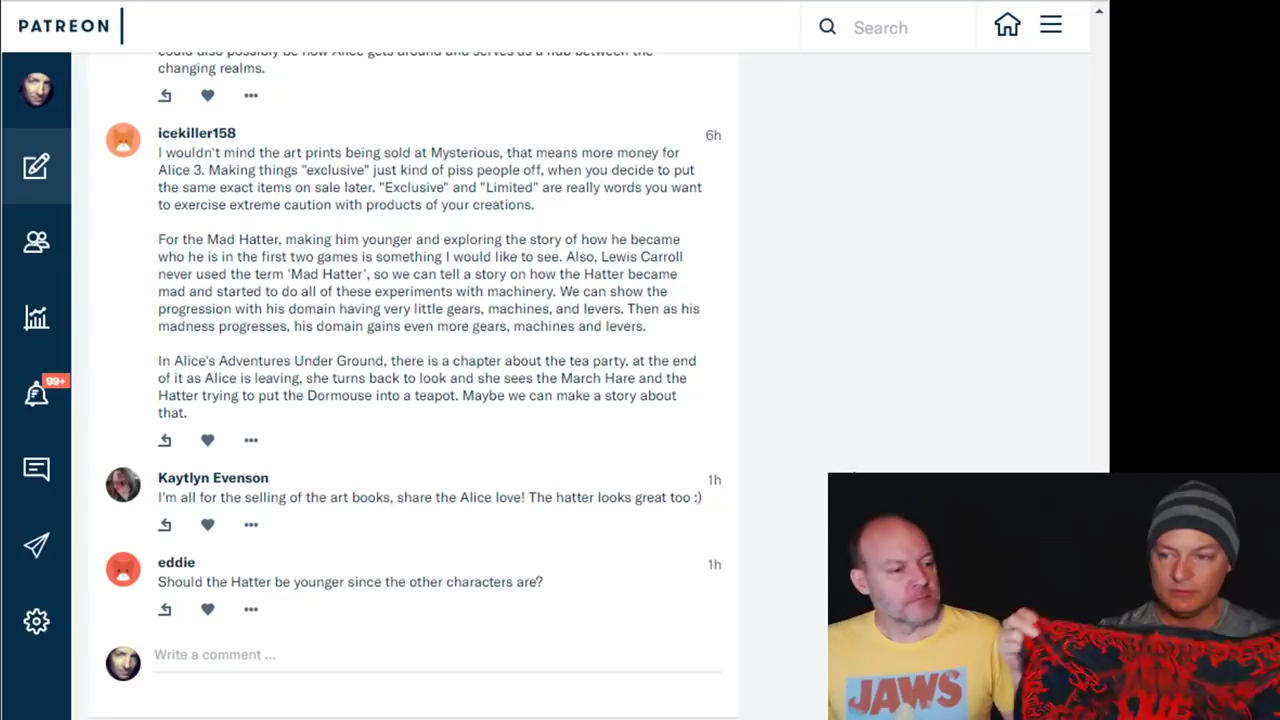 PATREON
Search
could also possibly be how Alice gets around and serves as a hub between the
changing realms.
icekiller158
6h
I wouldn't mind the art prints being sold at Mysterious, that means more money for
Alice 3. Making things "exclusive" just kind of piss people off, when you decide to put
the same exact items on sale later. "Exclusive" and "Limited" are really words you want
to exercise extreme caution with products of your creations.
For the Mad Hatter, making him younger and exploring the story of how he became
who he is in the first two games is something I would like to see. Also, Lewis Carroll
never used the term ‘Mad Hatter’, so we can tell a story on how the Hatter became
mad and started to do all of these experiments with machinery. We can show the
progression with his domain having very little gears, machines, and levers. Then as his
madness progresses, his domain gains even more gears, machines and levers.
In Alice's Adventures Under Ground, there is a chapter about the tea party, at the end
of it as Alice is leaving, she turns back to look and she sees the March Hare and the
Hatter trying to put the Dormouse into a teapot. Maybe we can make a story about
that.
99+
Kaytlyn Evenson
1h
I'm all for the selling of the art books, share the Alice love! The hatter looks great too :)
eddie
1h
Should the Hatter be younger since the other characters are?
Write a comment ...
JAWS